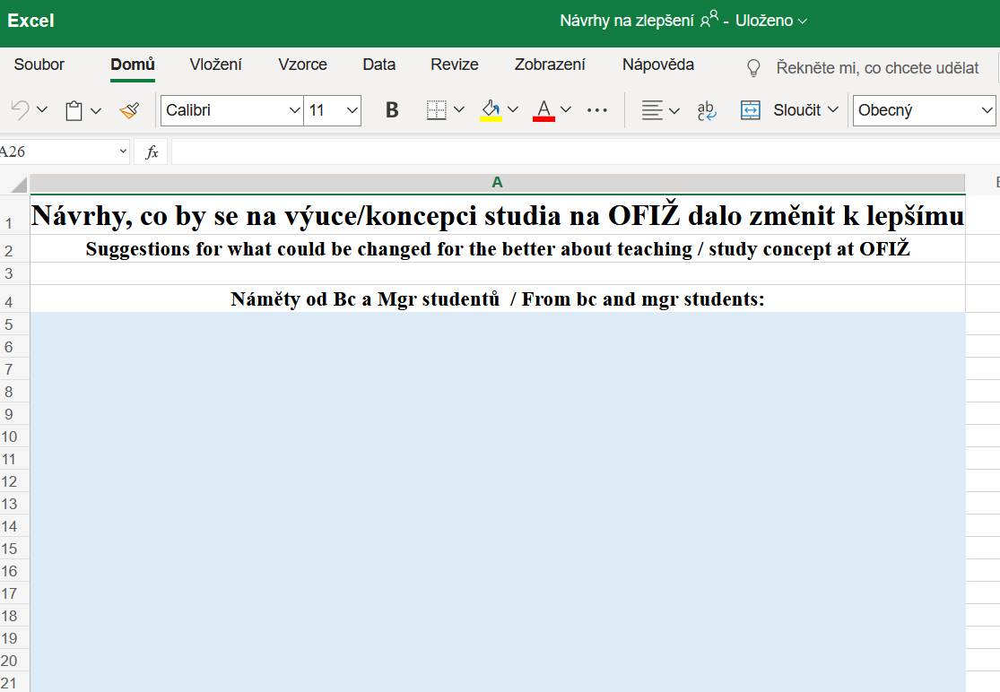 Excel
Návrhy na zlepšení - Uloženo
Soubor Domů Vložení Vzorce Data Revize Zobrazení Nápověda Řekněte mi, co chcete udělat
Calibri 11 B A ab c Sloučit Obecný
A26 fx
A
1 Návrhy, co by se na výuce/koncepci studia na OFIŽ dalo změnit k lepšímu
2 Suggestions for what could be changed for the better about teaching / study concept at OFIŽ
3
4 Náměty od Bc a Mgr studentů / From bc and mgr students:
5
6
7
8
9
10
11
12
13
14
15
16
17
18
19
20
21